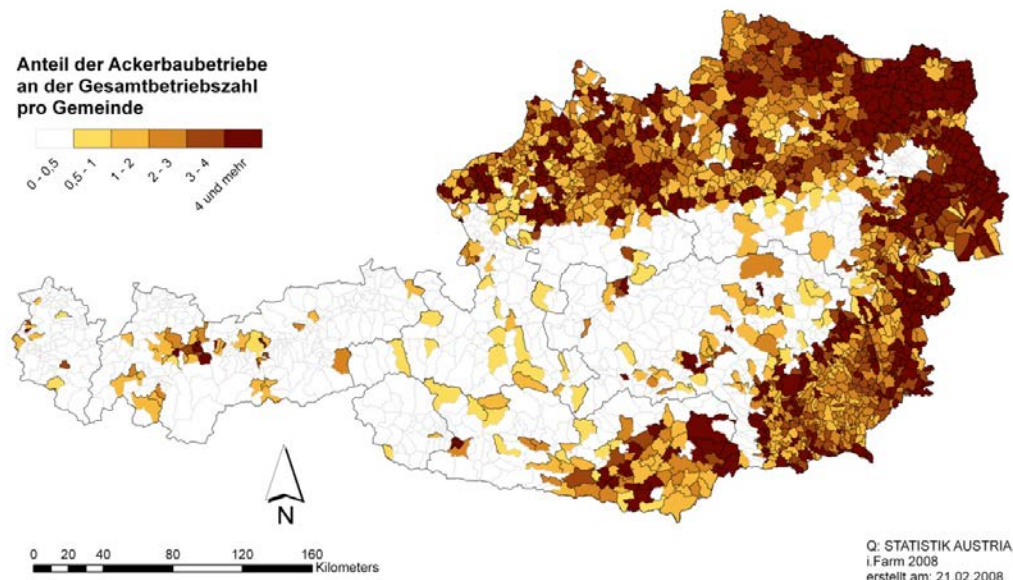 Anteil der Ackerbaubetriebe
an der Gesamtbetriebszahl
pro Gemeinde
0 - 0,5
0,5 - 1
1 - 2
2 - 3
3 - 4
4 und mehr
N
0 20 40 80 120 160
Kilometers
Q: STATISTIK AUSTRIA
i.Farm 2008
erstellt am: 21.02.2008